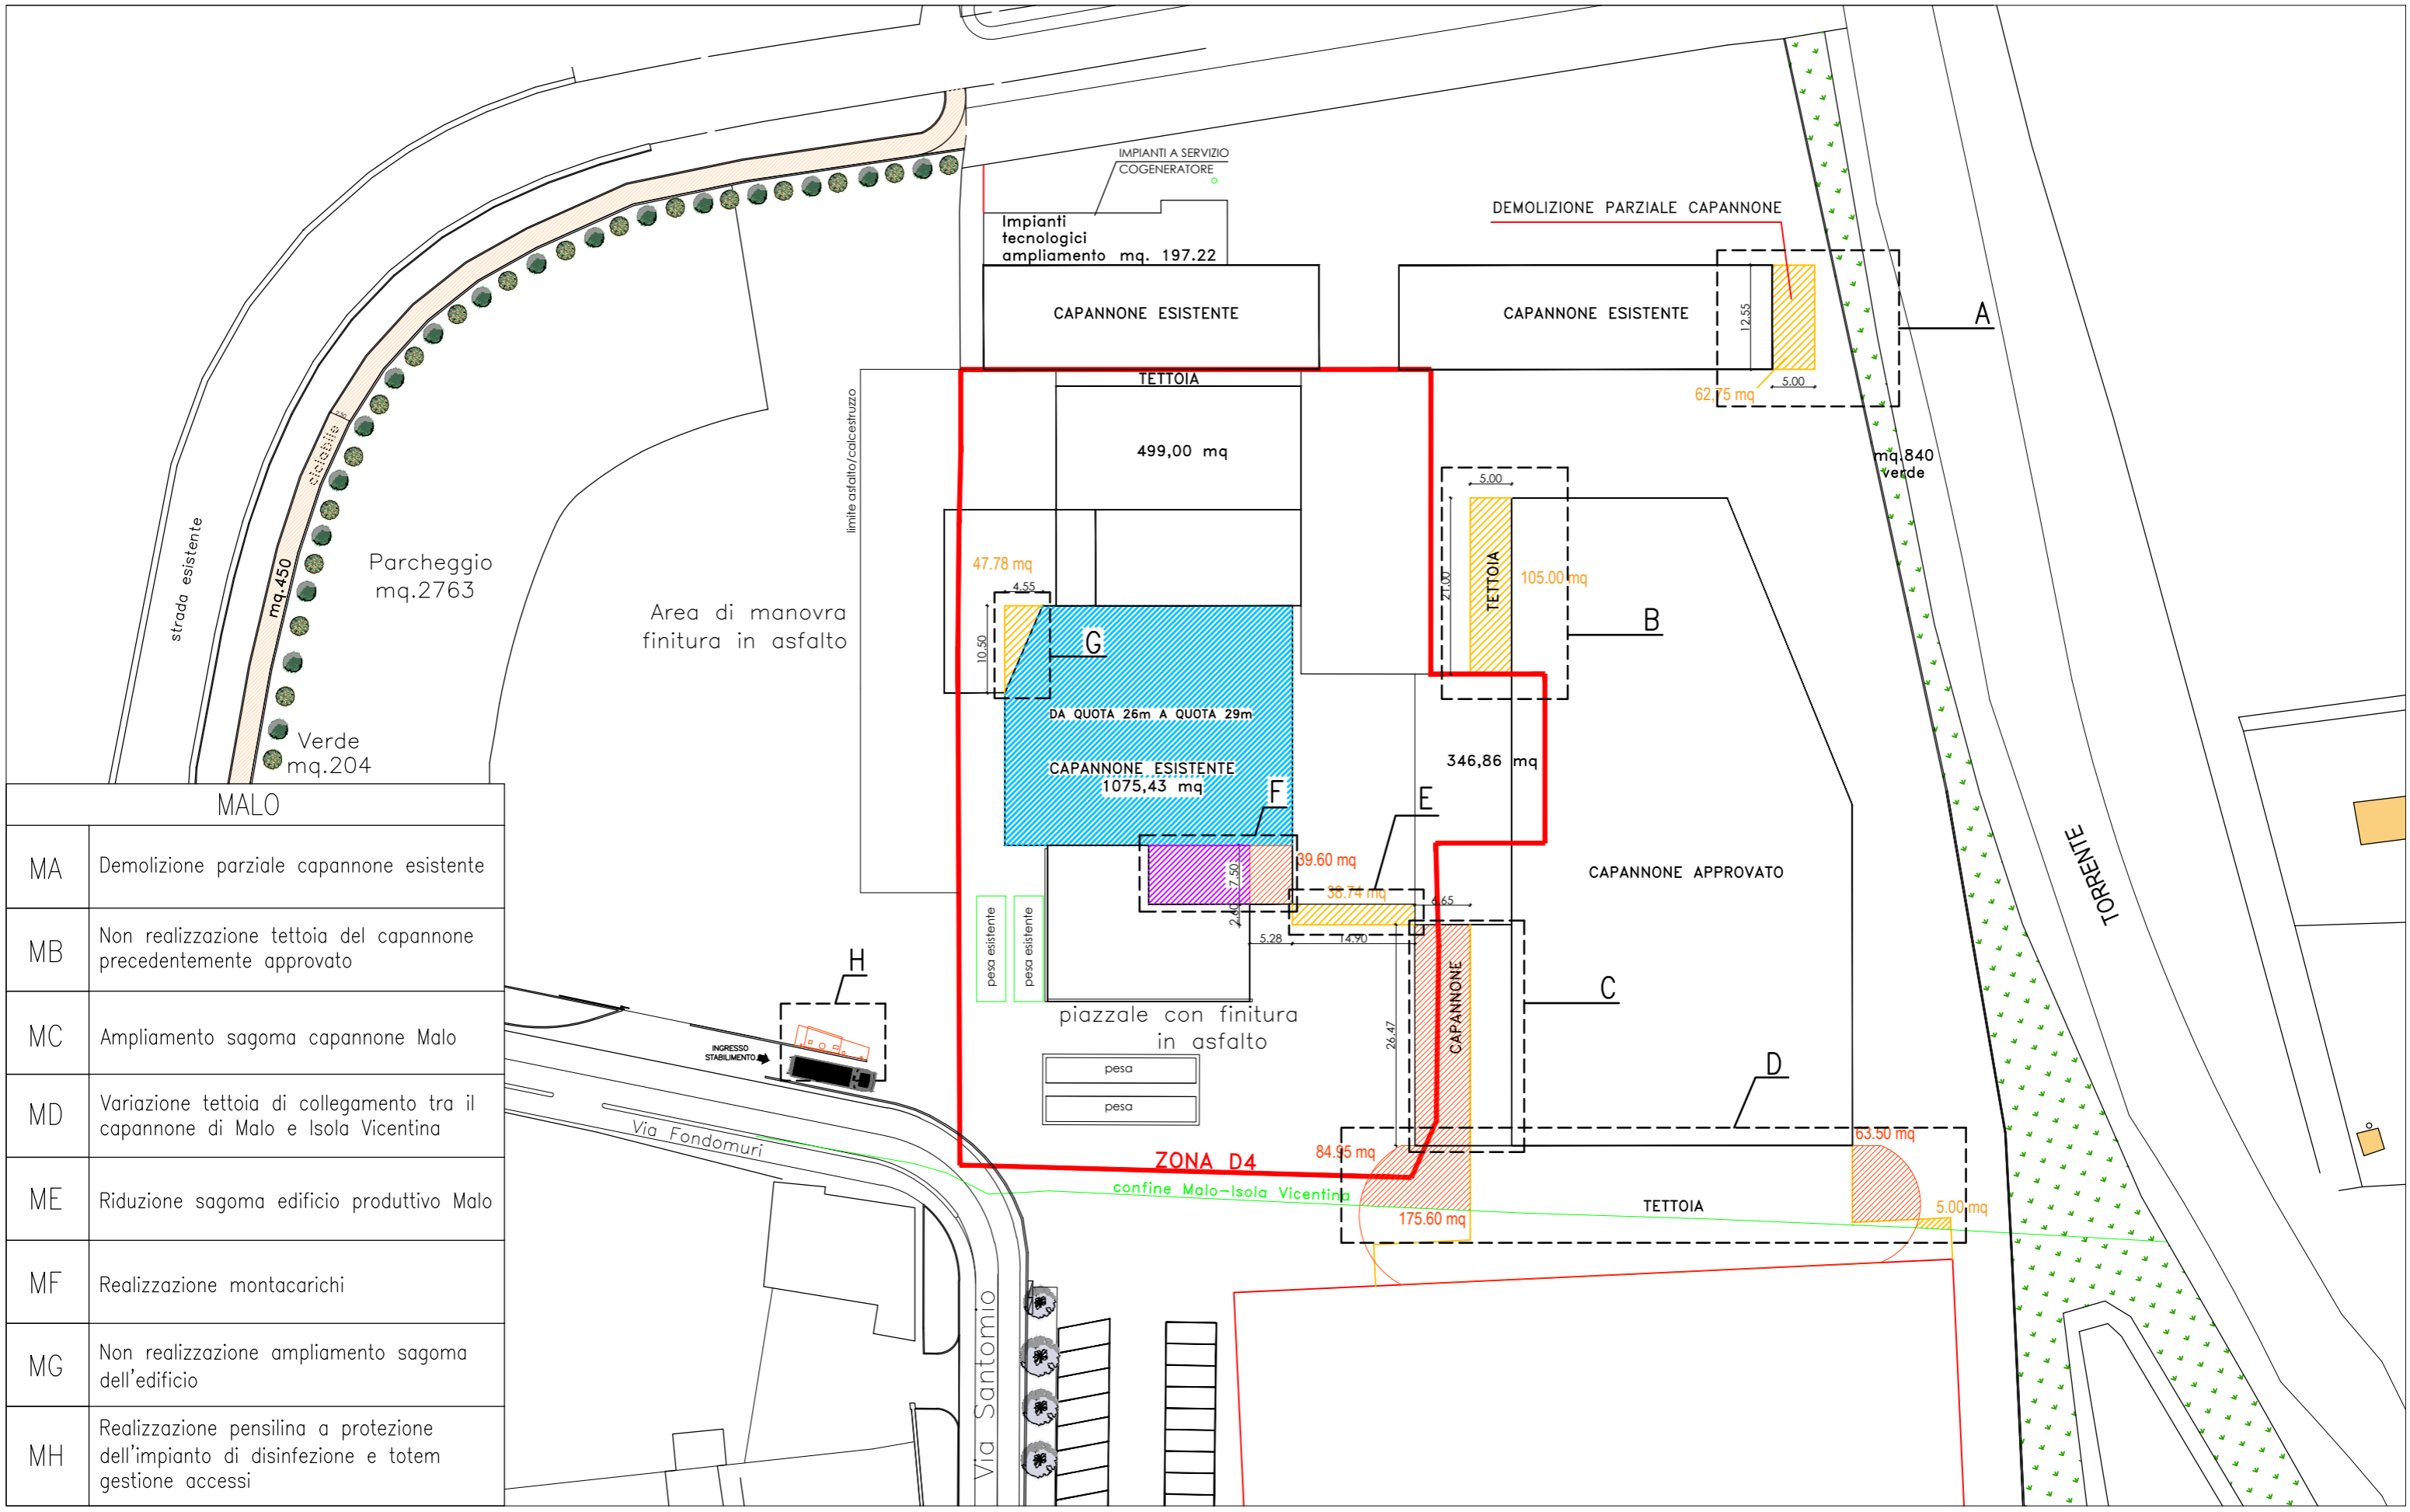 IMPIANTI A SERVIZIO
COGENERATORE
Impianti
tecnologici
ampliamento mq. 197.22
DEMOLIZIONE PARZIALE CAPANNONE
CAPANNONE ESISTENTE
CAPANNONE ESISTENTE
12.55
A
5.00
62,75 mq
TETTOIA
limite asfalto/calcestruzzo
499,00 mq
2.50
ciclabile
mq.840
verde
5.00
strada esistente
mq.450
Parcheggio
mq.2763
47.78 mq
4.55
10.50
G
21.00
TETTOIA
105.00 mq
B
Area di manovra
finitura in asfalto
DA QUOTA 26m A QUOTA 29m
CAPANNONE ESISTENTE
1075,43 mq
346,86 mq
Verde
mq.204
F
E
39.60 mq
7.50
38.74 mq
2.60
6.65
5.28
14.90
CAPANNONE APPROVATO
TORRENTE
pesa esistente
pesa esistente
H
INGRESSO
STABILIMENTO
piazzale con finitura
in asfalto
26.47
CAPANNONE
C
D
pesa
pesa
Via Fondomuri
84.95 mq
63.50 mq
ZONA D4
confine Malo-Isola Vicentina
175.60 mq
TETTOIA
5.00 mq
Via Santomio
MALO
MA Demolizione parziale capannone esistente
MB Non realizzazione tettoia del capannone
precedentemente approvato
MC Ampliamento sagoma capannone Malo
MD Variazione tettoia di collegamento tra il
capannone di Malo e Isola Vicentina
ME Riduzione sagoma edificio produttivo Malo
MF Realizzazione montacarichi
MG Non realizzazione ampliamento sagoma
dell'edificio
MH Realizzazione pensilina a protezione
dell'impianto di disinfezione e totem
gestione accessi